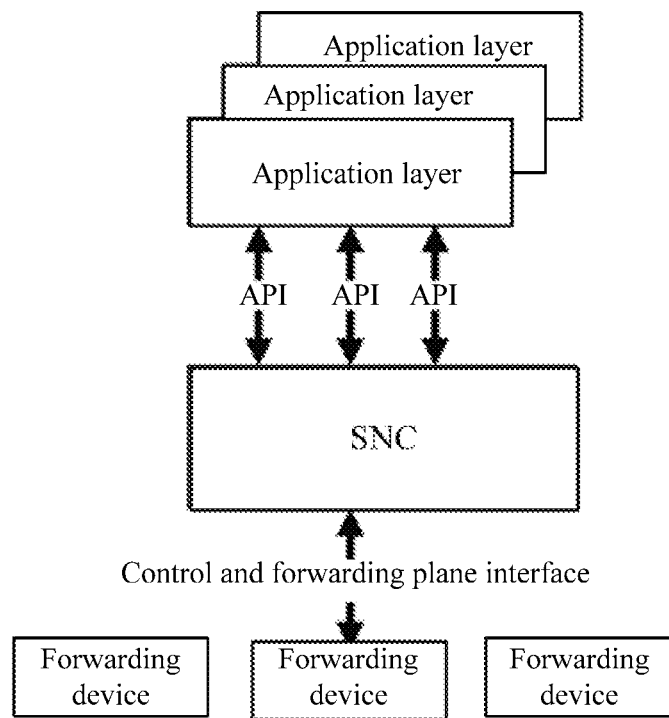 Application layer
Application layer
Application layer
API API API
SNC
Control and forwarding plane interface
Forwarding device
Forwarding device
Forwarding device